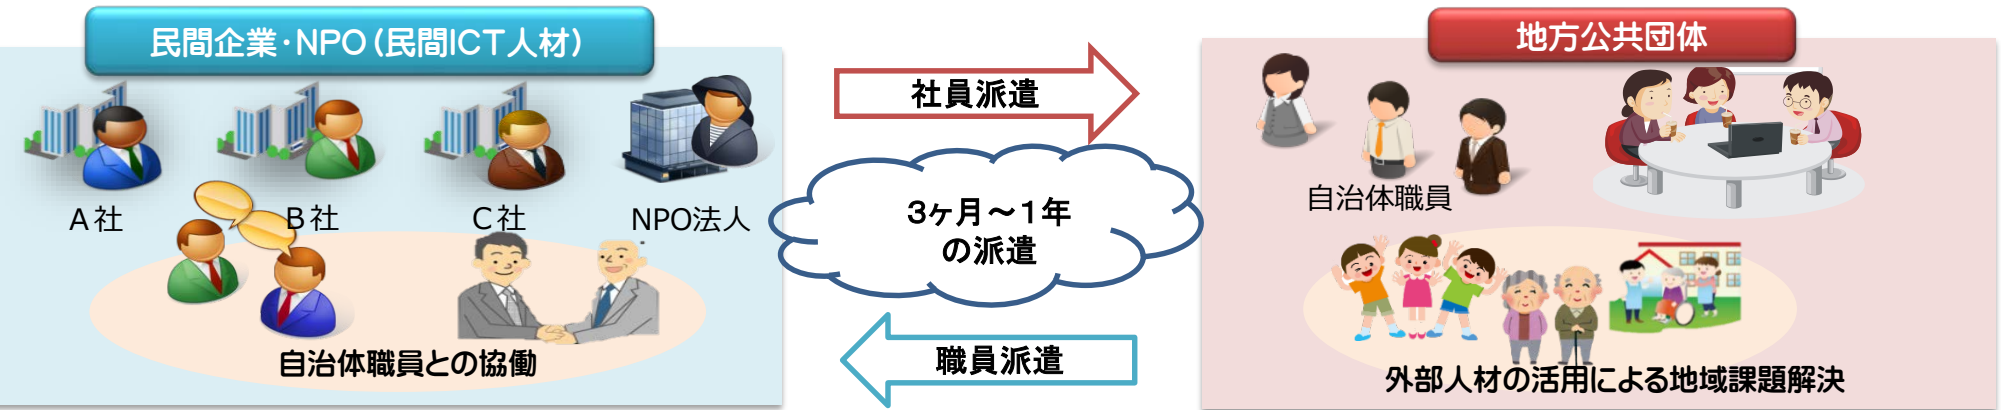 民間企業・NPO（民間ICT人材）
A社
B社
C社
NPO法人
自治体職員との協働
社員派遣
3ヶ月～1年
の派遣
職員派遣
地方公共団体
自治体職員
外部人材の活用による地域課題解決